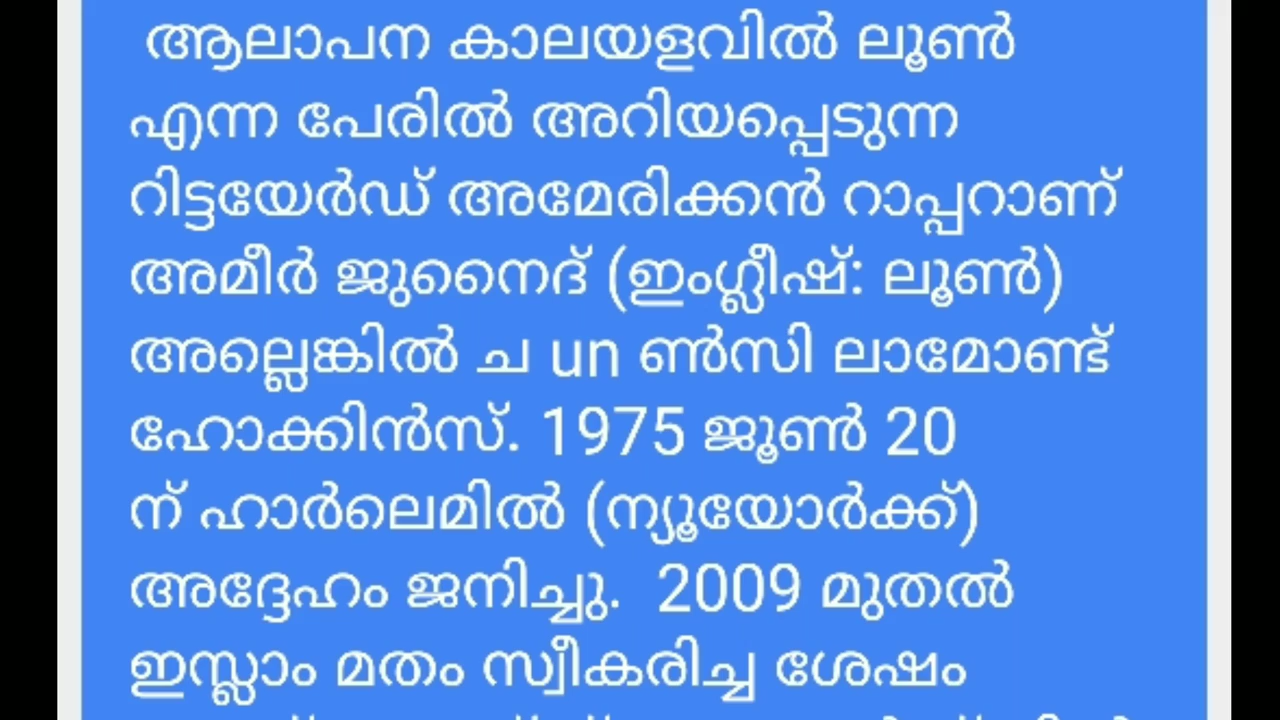 ആലാപന കാലയളവിൽ ലൂൺ
എന്ന പേരിൽ അറിയപ്പെടുന്ന
റിട്ടയേർഡ് അമേരിക്കൻ റാപ്പറാണ്
അമീർ ജുനൈദ് (ഇംഗ്ലീഷ്: ലൂൺ)
അല്ലെങ്കിൽ ച un ൺസി ലാമോണ്ട്
ഹോക്കിൻസ്. 1975 ജൂൺ 20
ന് ഹാർലെമിൽ (ന്യൂയോർക്ക്)
അദ്ദേഹം ജനിച്ചു.  2009 മുതൽ
ഇസ്ലാം മതം സ്വീകരിച്ച ശേഷം